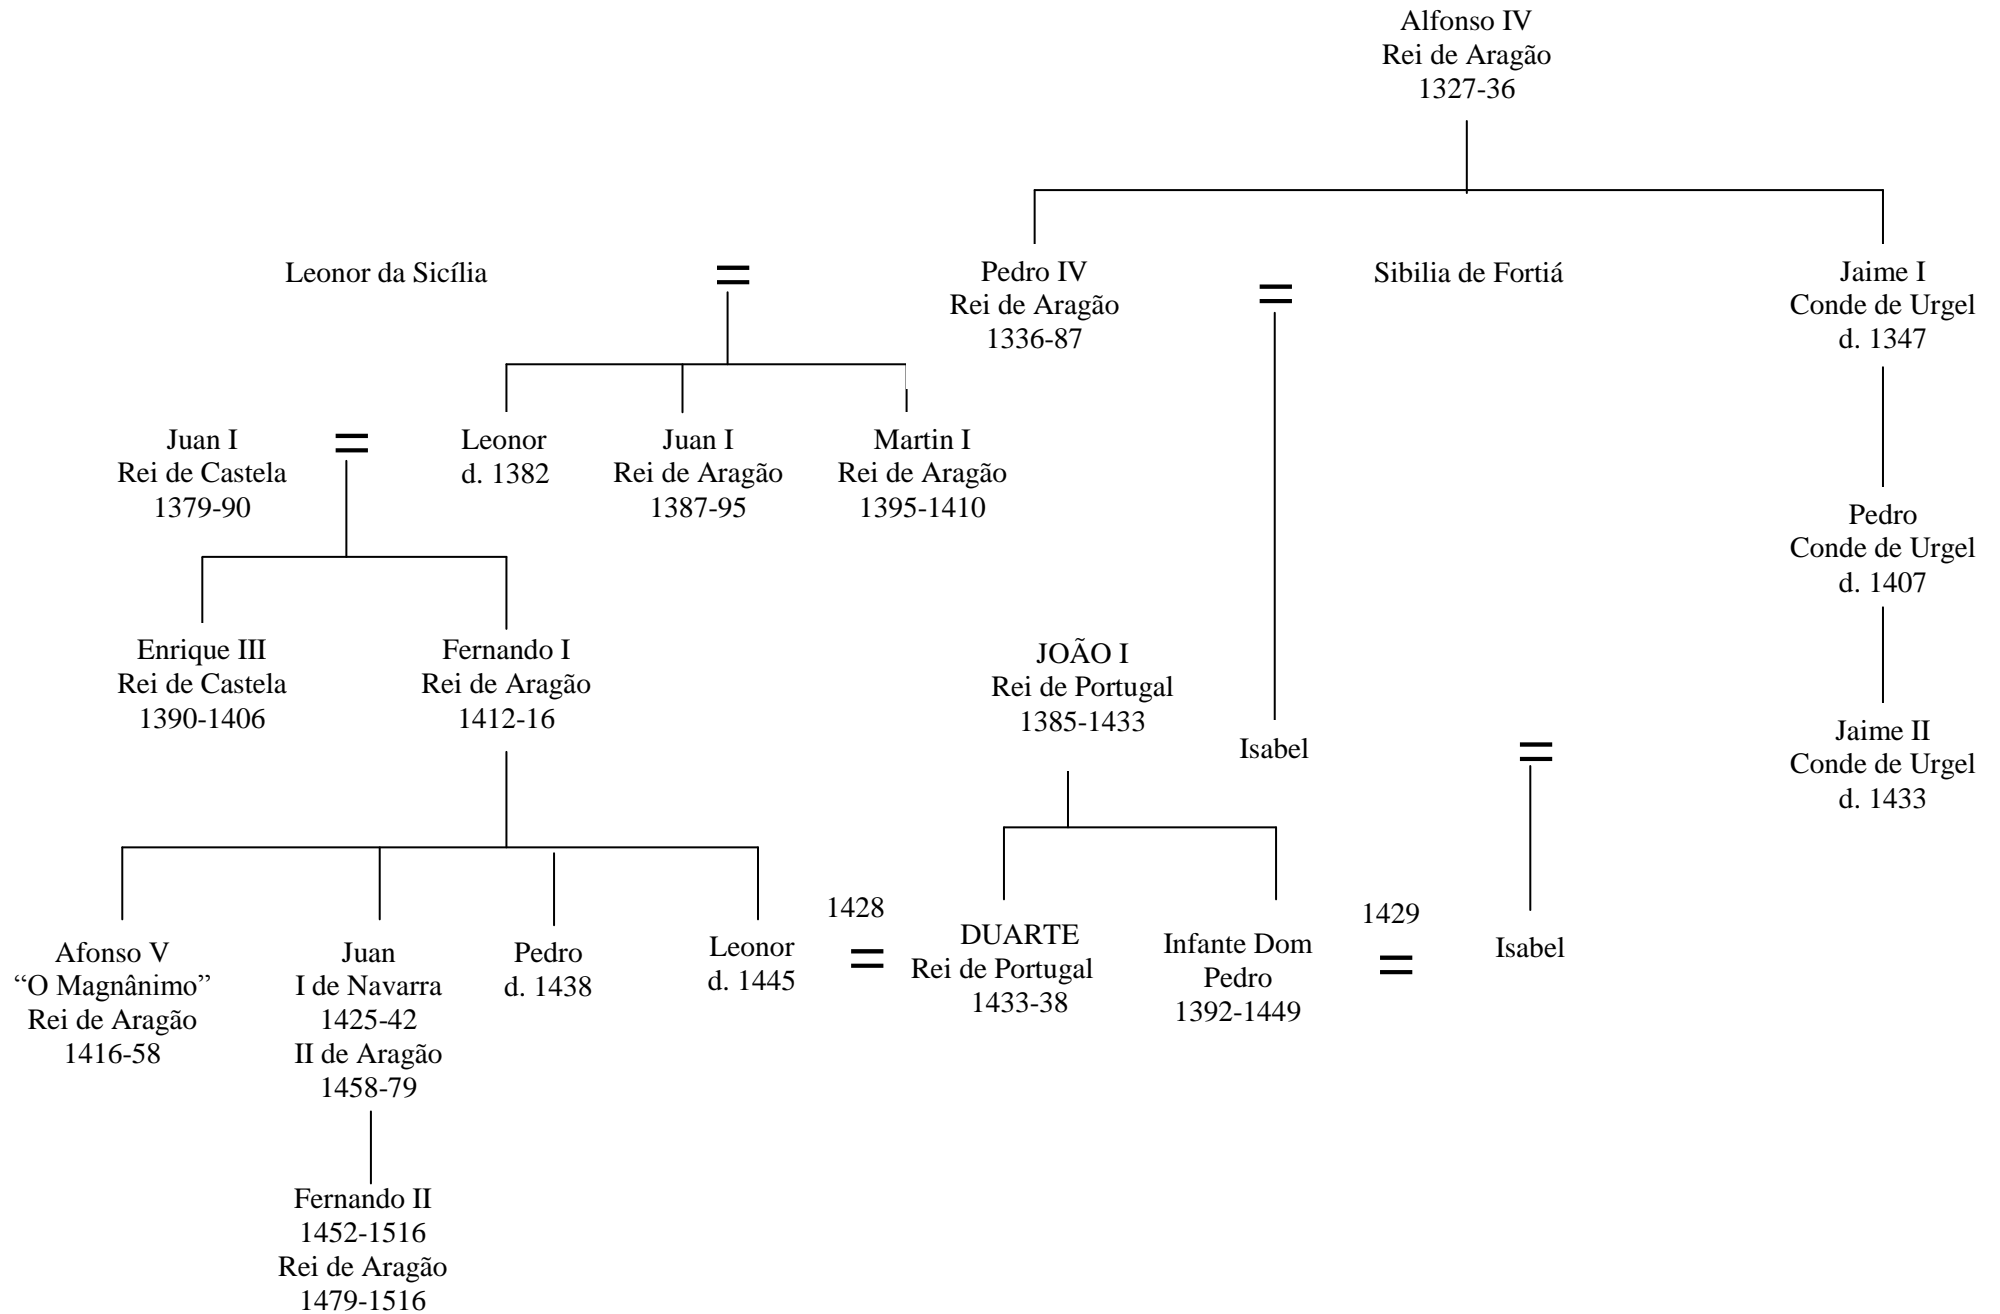 Alfonso IV
Rei de Aragão
1327-36
Leonor da Sicília
=
Pedro IV
Rei de Aragão
1336-87
=
Sibilia de Fortiá
Jaime I
Conde de Urgel
d. 1347
Juan I
Rei de Castela
1379-90
=
Leonor
d. 1382
Juan I
Rei de Aragão
1387-95
Martin I
Rei de Aragão
1395-1410
Pedro
Conde de Urgel
d. 1407
Enrique III
Rei de Castela
1390-1406
Fernando I
Rei de Aragão
1412-16
JOÃO I
Rei de Portugal
1385-1433
Isabel
=
Jaime II
Conde de Urgel
d. 1433
Afonso V
“O Magnânimo”
Rei de Aragão
1416-58
Juan
I de Navarra
1425-42
II de Aragão
1458-79
Pedro
d. 1438
Leonor
d. 1445
1428
=
DUARTE
Rei de Portugal
1433-38
Infante Dom
Pedro
1392-1449
1429
=
Isabel
Fernando II
1452-1516
Rei de Aragão
1479-1516